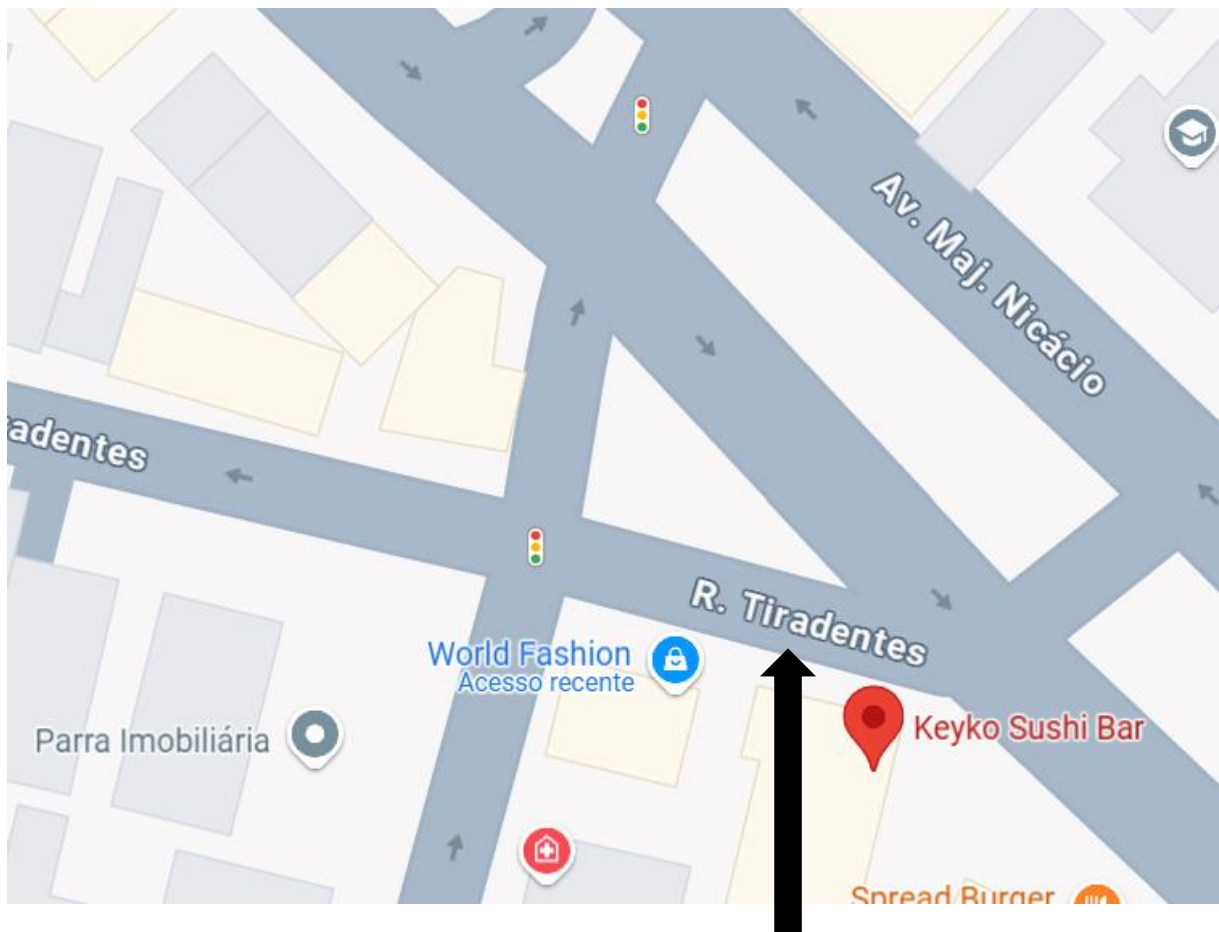 Av. Maj. Nicácio
adentes
R. Tiradentes
World Fashion
Acesso recente
Parra Imobiliária
Keyko Sushi Bar
Spread Burger